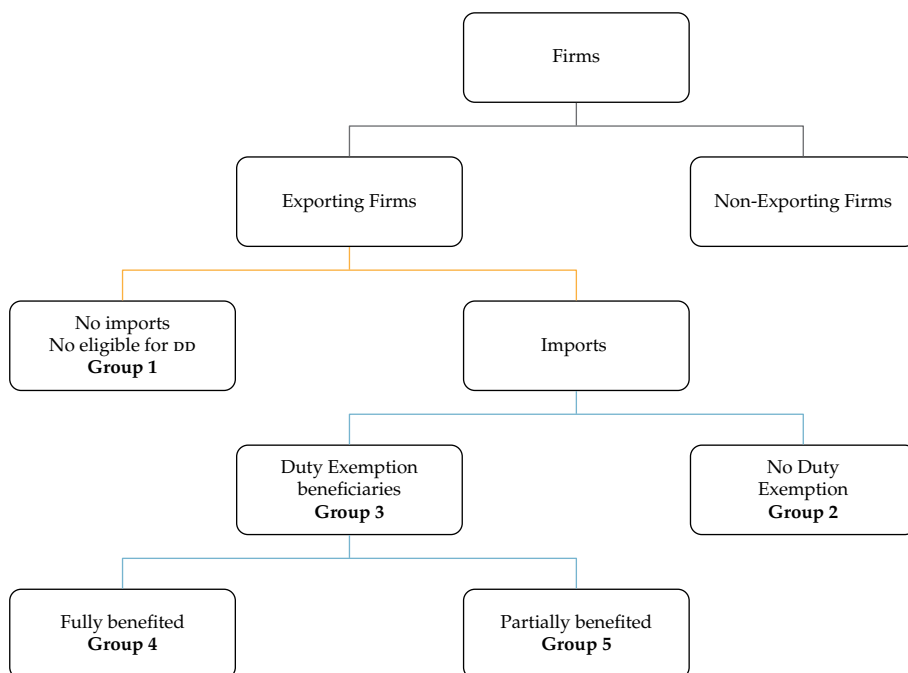 Firms
Exporting Firms
Non-Exporting Firms
No imports
No eligible for DD
Group 1
Imports
Duty Exemption
beneficiaries
Group 3
No Duty
Exemption
Group 2
Fully benefited
Group 4
Partially benefited
Group 5